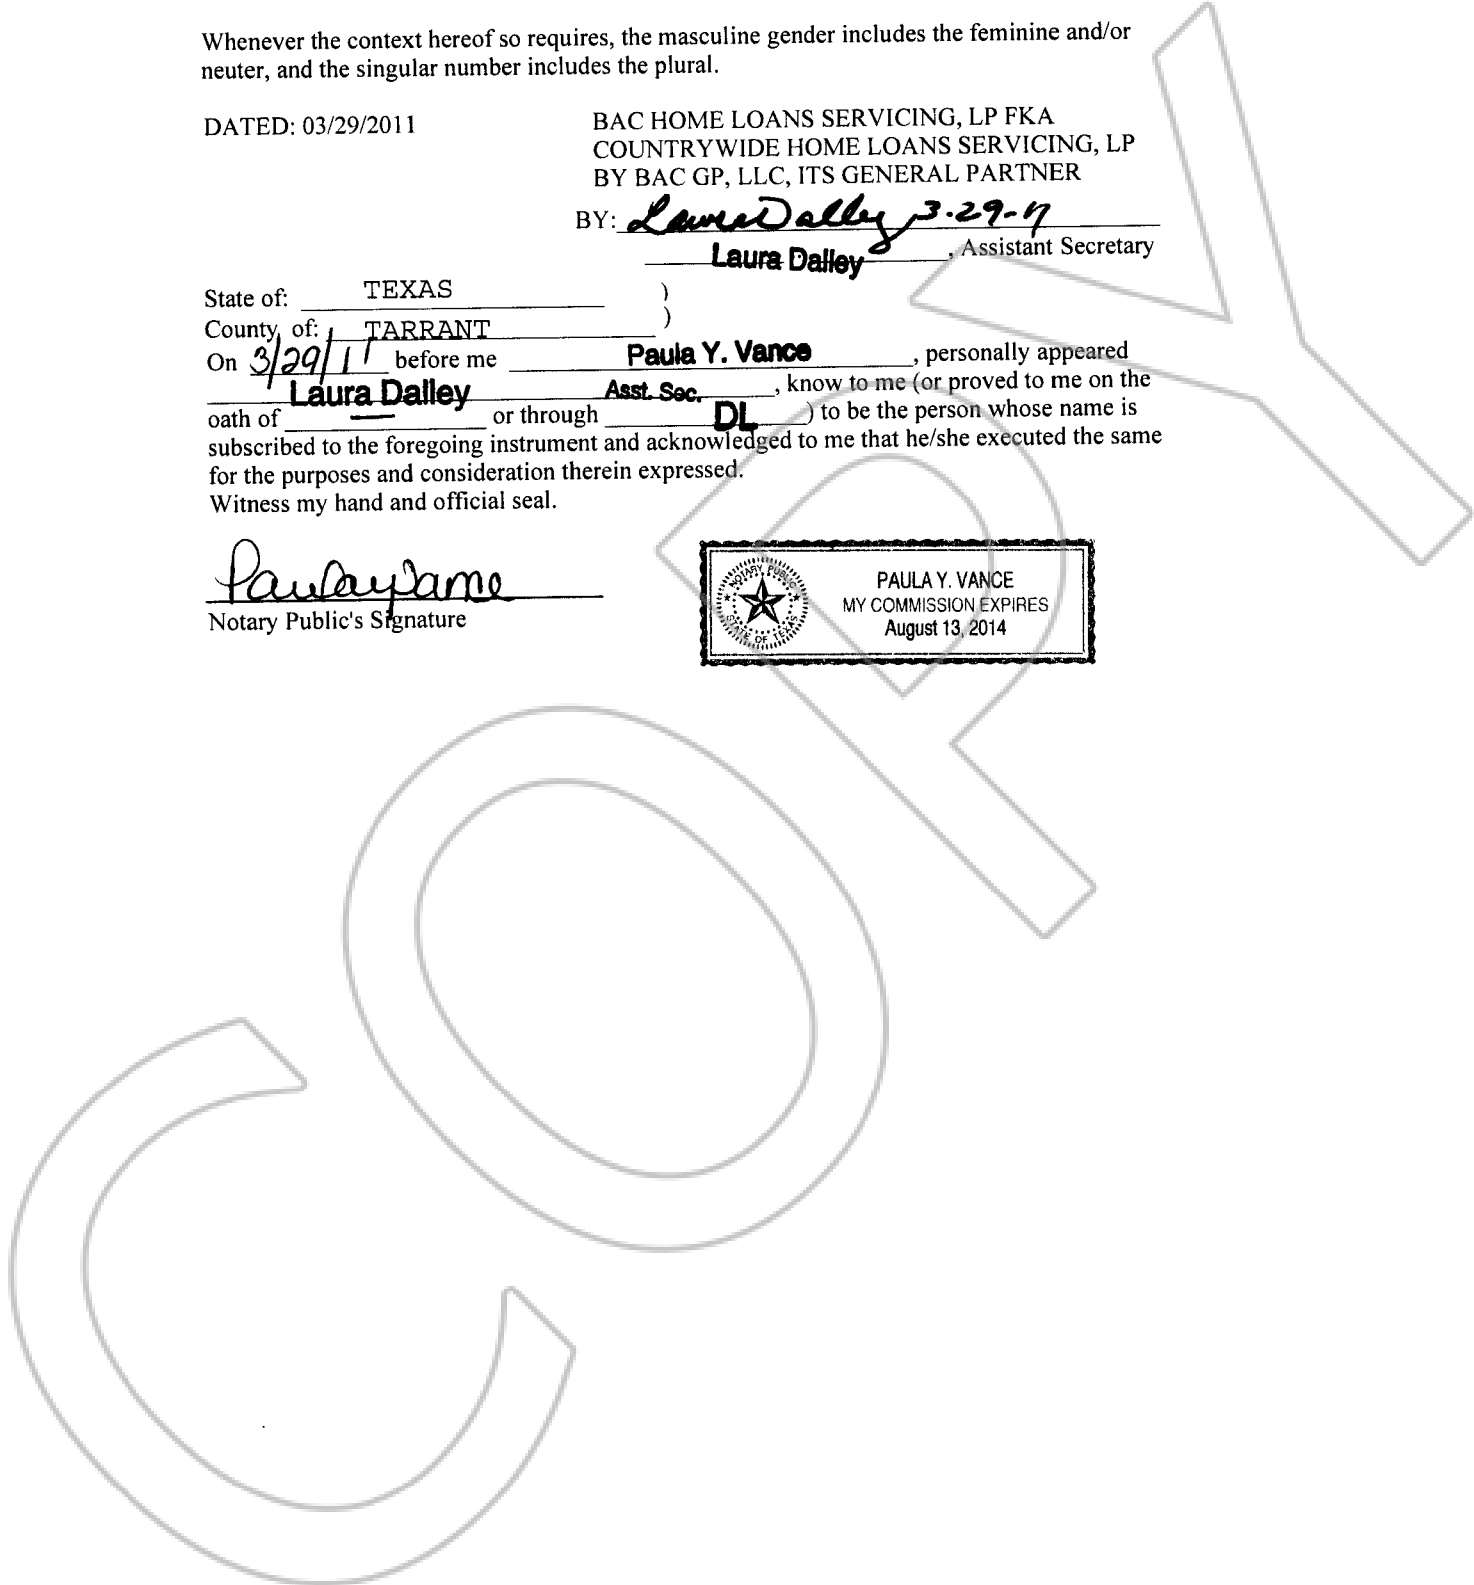 Whenever the context hereof so requires, the masculine gender includes the feminine and/or
neuter, and the singular number includes the plural.
DATED: 03/29/2011
BAC HOME LOANS SERVICING, LP FKA
COUNTRYWIDE HOME LOANS SERVICING, LP
BY BAC GP, LLC, ITS GENERAL PARTNER
BY: Laura Dalley 3-29-11
Laura Dalley, Assistant Secretary
State of: TEXAS )
County of: TARRANT )
On 3/29/11 before me Paula Y. Vance, personally appeared
Laura Dalley Asst. Sec., know to me (or proved to me on the
oath of — or through DL) to be the person whose name is
subscribed to the foregoing instrument and acknowledged to me that he/she executed the same
for the purposes and consideration therein expressed.
Witness my hand and official seal.
Paula Y Vance
Notary Public's Signature
NOTARY PUBLIC
STATE OF TEXAS
PAULA Y. VANCE
MY COMMISSION EXPIRES
August 13, 2014
COPY